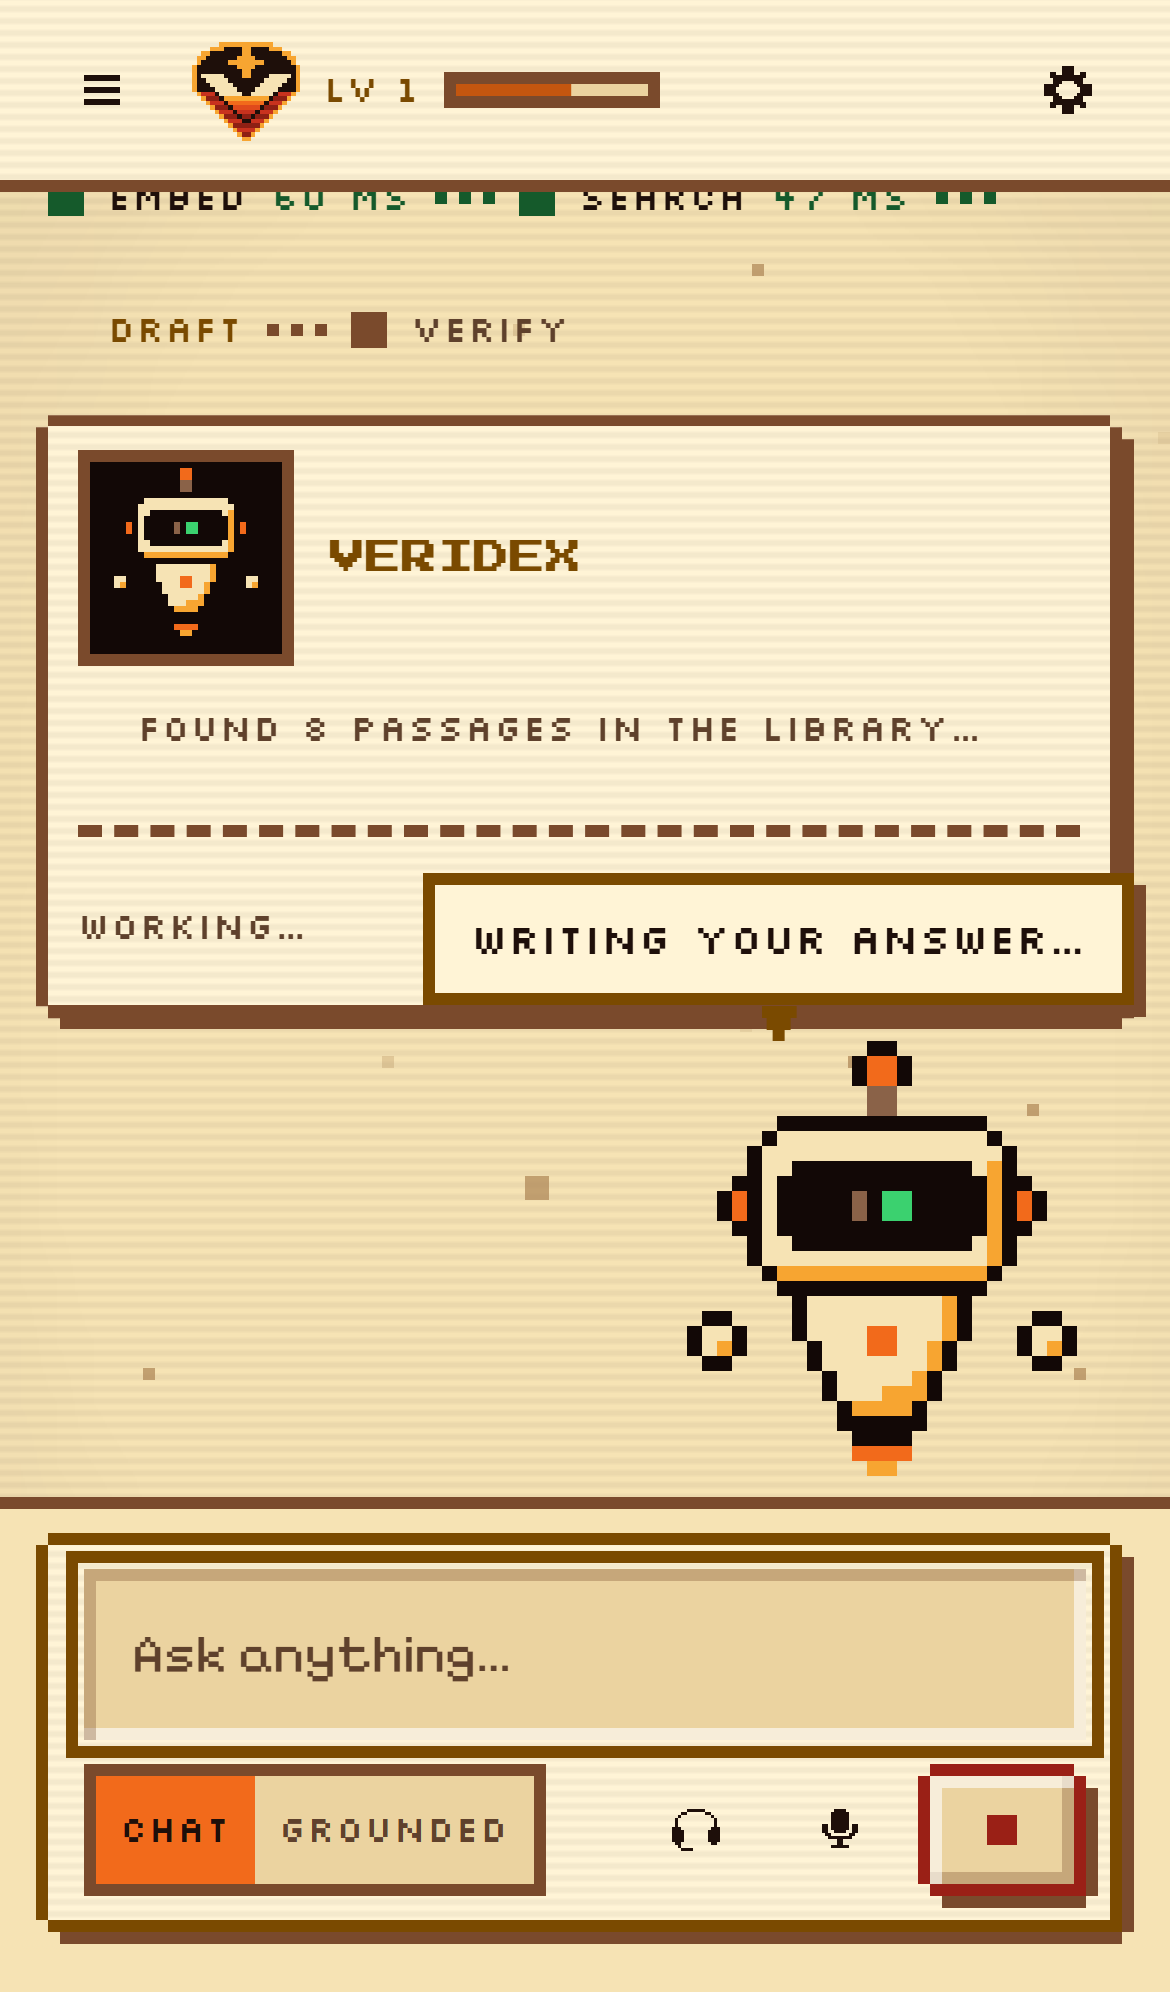 LV 1
EMBED 60 MS ... SEARCH 47 MS ...
DRAFT ... VERIFY
VERIDEX
FOUND 8 PASSAGES IN THE LIBRARY...
WORKING...
WRITING YOUR ANSWER...
Ask anything...
CHAT GROUNDED